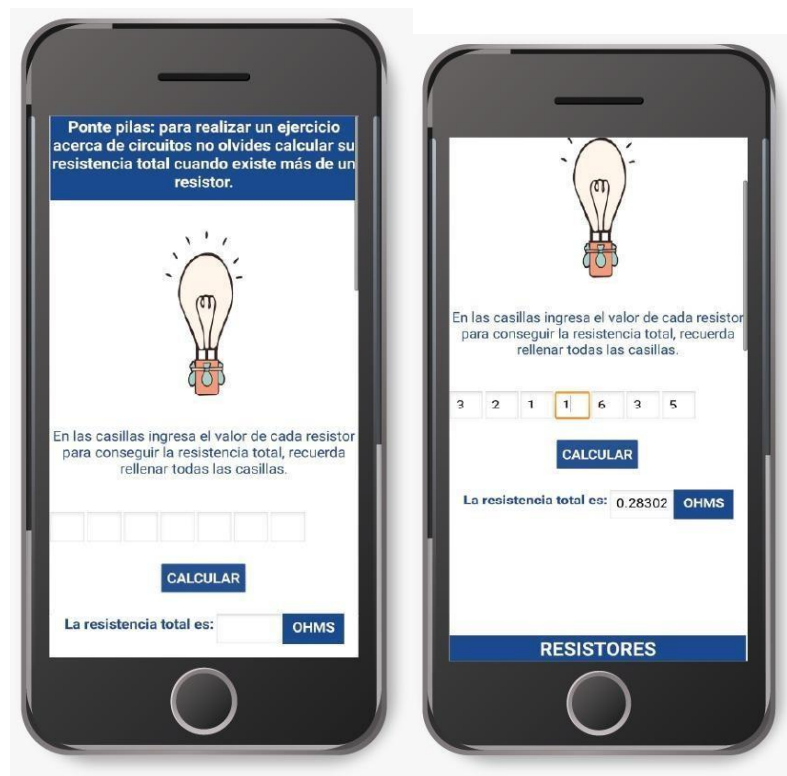 Ponte pilas: para realizar un ejercicio
acerca de circuitos no olvides calcular su
resistencia total cuando existe más de un
resistor.
En las casillas ingresa el valor de cada resistor
para conseguir la resistencia total, recuerda
rellenar todas las casillas.
CALCULAR
La resistencia total es: OHMS
En las casillas ingresa el valor de cada resistor
para conseguir la resistencia total, recuerda
rellenar todas las casillas.
3 2 1 1 6 3 5
CALCULAR
La resistencia total es: 0.28302 OHMS
RESISTORES